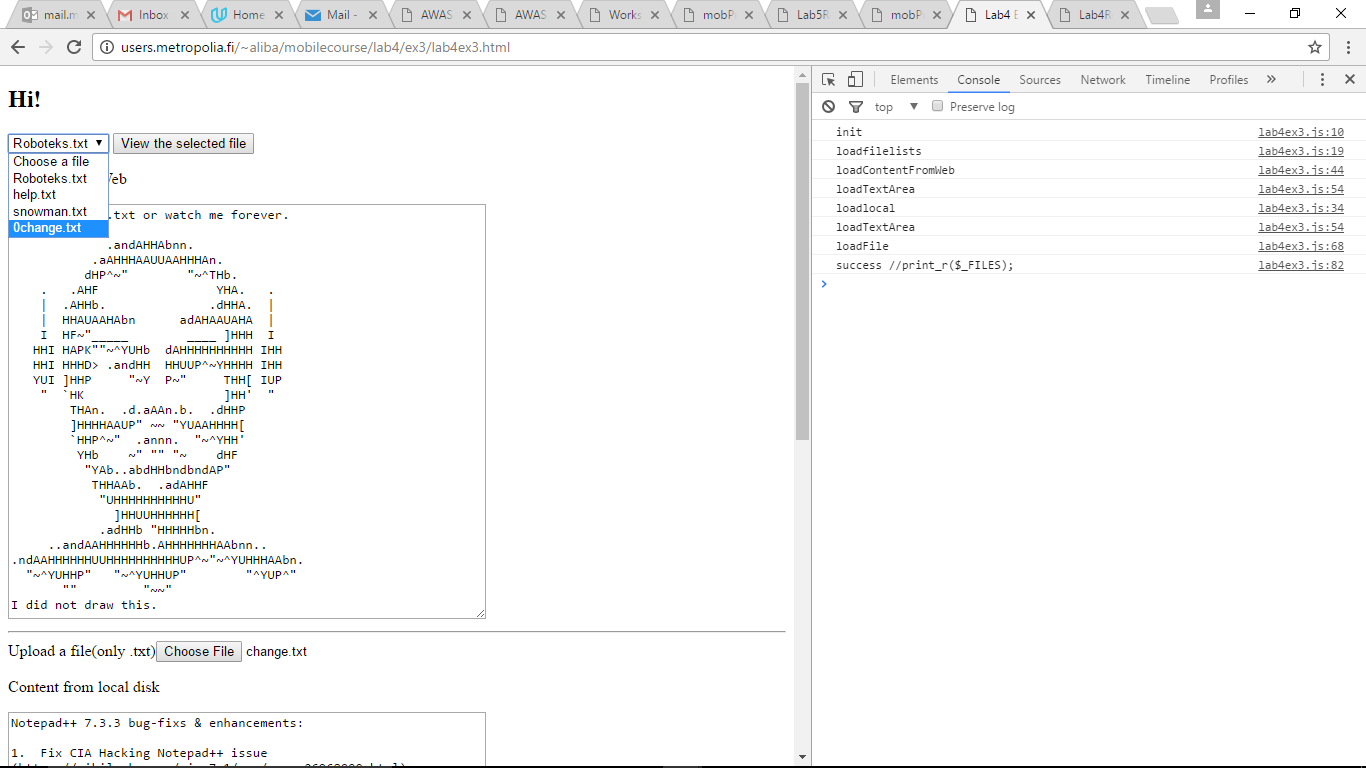 mail.m
Inbox
Home
Mail -
AWAS
AWAS
Works
mobP
Lab5R
mobP
Lab4 E
Lab4R
users.metropolia.fi/~aliba/mobilecourse/lab4/ex3/lab4ex3.html
Hi!
Roboteks.txt
View the selected file
Choose a file
Roboteks.txt
help.txt
snowman.txt
0change.txt
Web
.txt or watch me forever.
             .andAHHAbnn.
           .aAHHHAAUUAAHHHAn.
          dHP^~"        "~^THb.
    .   .AHF                YHA.   .
    |  .AHHb.              .dHHA.  |
    |  HHAUAAHAbn      adAHAAUAHA  |
    I  HF~"_____        ____ ]HHH  I
   HHI HAPK""~^YUHb  dAHHHHHHHHHH IHH
   HHI HHHD> .andHH  HHUUP^~YHHHH IHH
   YUI ]HHP     "~Y  P~"     THH[ IUP
    "  `HK                   ]HH'  "
        THAn.  .d.aAAn.b.  .dHHP
        ]HHHHAAUP" ~~ "YUAAHHHH[
        `HHP^~"  .annn.  "~^YHH'
         YHb    ~" "" "~    dHF
          "YAb..abdHHbndbndAP"
           THHAAb.  .adAHHF
            "UHHHHHHHHHHU"
              ]HHUUHHHHHH[
            .adHHb "HHHHHbn.
     ..andAAHHHHHHb.AHHHHHHHAAbnn..
.ndAAHHHHHHUUHHHHHHHHHHUP^~"~^YUHHHAAbn.
  "~^YUHHP"   "~^YUHHUP"        "^YUP^"
       ""         "~~"
I did not draw this.
Upload a file(only .txt)
Choose File
change.txt
Content from local disk
Notepad++ 7.3.3 bug-fixs & enhancements:
1.  Fix CIA Hacking Notepad++ issue
Elements
Console
Sources
Network
Timeline
Profiles
top
Preserve log
init lab4ex3.js:10
loadfilelists lab4ex3.js:19
loadContentFromWeb lab4ex3.js:44
loadTextArea lab4ex3.js:54
loadlocal lab4ex3.js:34
loadTextArea lab4ex3.js:54
loadFile lab4ex3.js:68
success //print_r($_FILES); lab4ex3.js:82